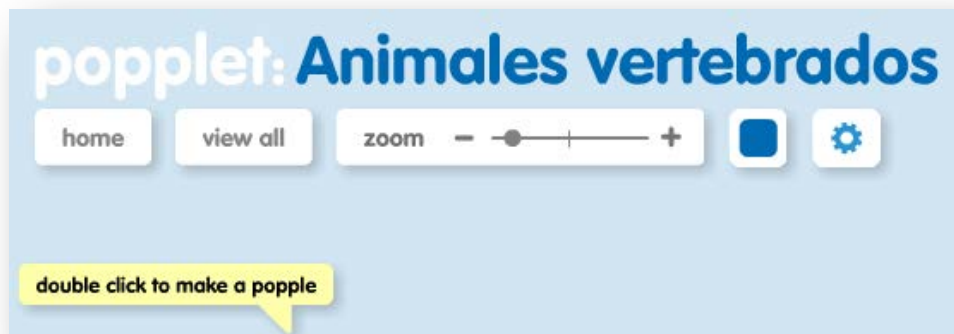 popplet: Animales vertebrados
home view all zoom - +
double click to make a popple